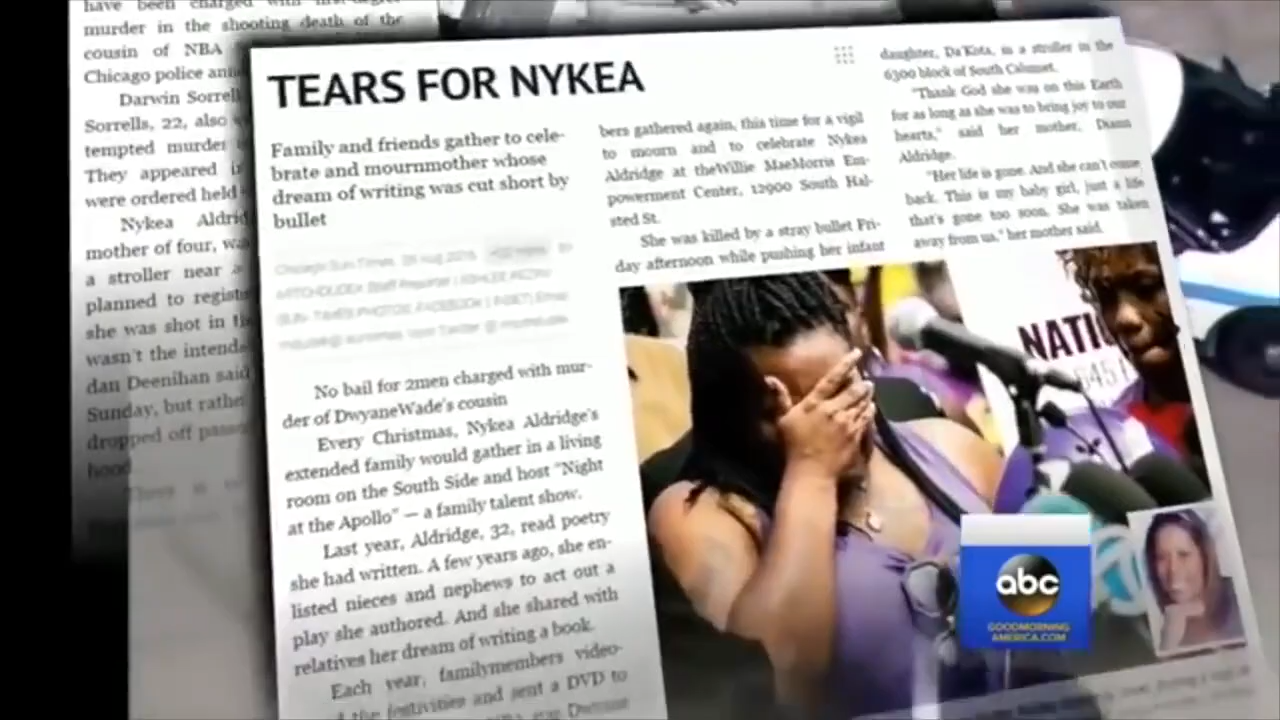 have been charged with first-degree
murder in the shooting death of the
cousin of NBA
Chicago police
Darwin Sorrell
Sorrells, 22, also
tempted murder
They appeared
were ordered held
Nykea Aldrid
mother of four, wa
a stroller near
planned to regist
she was shot in
wasn't the intende
dan Deenihan said
Sunday, but rathe
dropped off
hood
TEARS FOR NYKEA
Family and friends gather to cele-
brate and mournmother whose
dream of writing was cut short by
bullet
No bail for 2men charged with mur-
der of DwyaneWade's cousin
Every Christmas, Nykea Aldridge's
extended family would gather in a living
room on the South Side and host "Night
at the Apollo" — a family talent show.
Last year, Aldridge, 32, read poetry
she had written. A few years ago, she en-
listed nieces and nephews to act out a
play she authored. And she shared with
relatives her dream of writing a book.
Each year, familymembers video-
the festivities and sent a DVD to
bers gathered again, this time for a vigil
to mourn and to celebrate Nykea
Aldridge at theWillie MaeMorris Em-
powerment Center, 12900 South Hal-
sted St.
She was killed by a stray bullet Fri-
day afternoon while pushing her infant
daughter, Da'Kota, in a stroller in the
6300 block of South Calumet.
"Thank God she was on this Earth
for as long as she was to bring joy to our
hearts," said her mother, Diann
Aldridge.
"Her life is gone. And she can't come
back. This is my baby girl, just a life
that's gone too soon. She was taken
away from us," her mother said.
NATI
6451
abc
GOODMORNING
AMERICA.COM